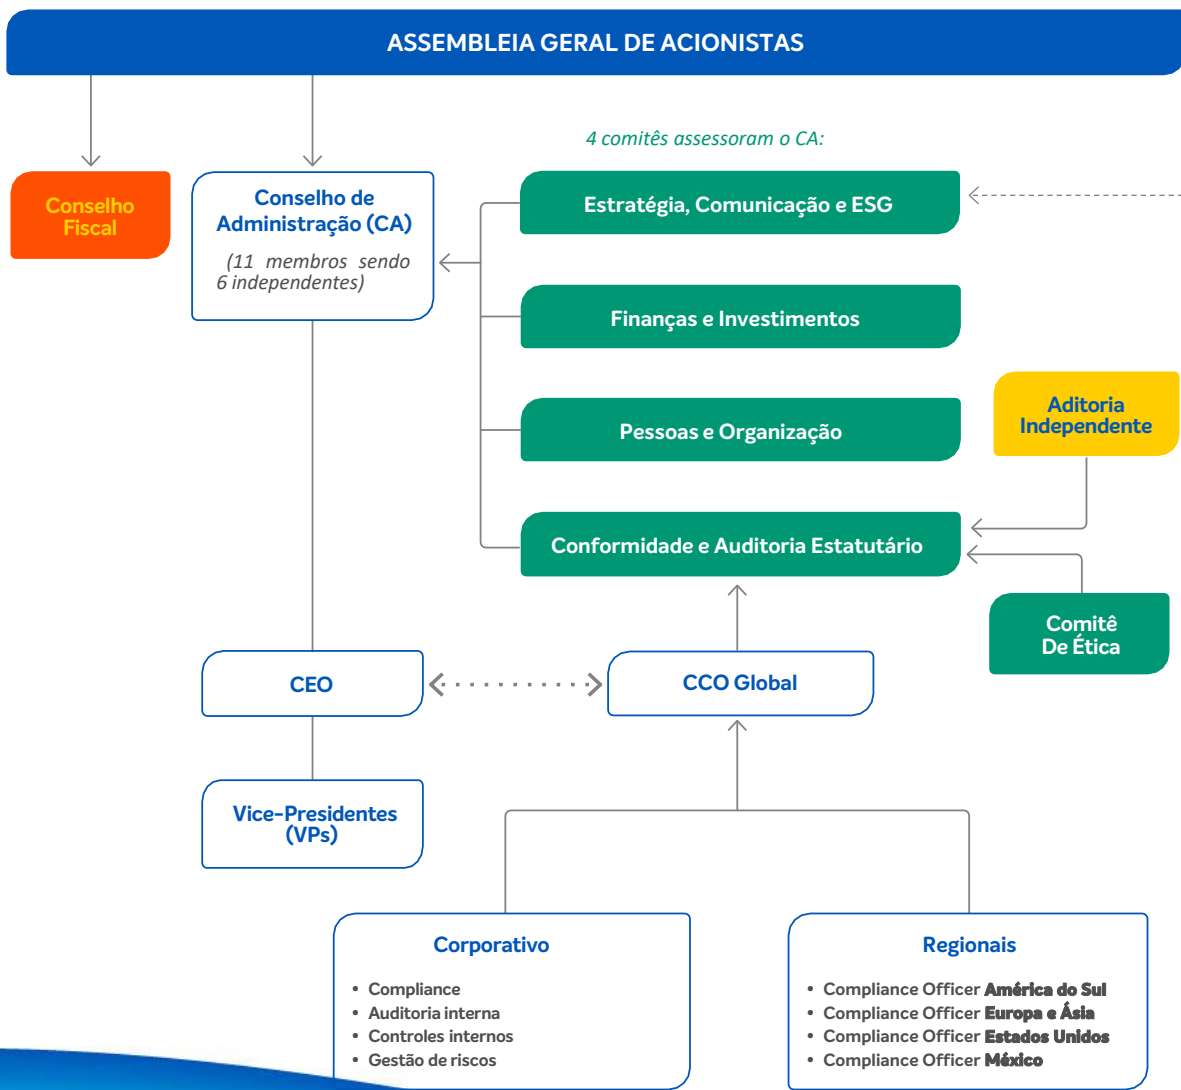 ASSEMBLEIA GERAL DE ACIONISTAS
4 comitês assessoram o CA:
Conselho
Fiscal
Conselho de
Administração (CA)
(11 membros sendo
6 independentes)
Estratégia, Comunicação e ESG
Finanças e Investimentos
Pessoas e Organização
Aditoria
Independente
Conformidade e Auditoria Estatutário
Comitê
De Ética
CEO
CCO Global
Vice-Presidentes
(VPs)
Corporativo
• Compliance
• Auditoria interna
• Controles internos
• Gestão de riscos
Regionais
• Compliance Officer América do Sul
• Compliance Officer Europa e Ásia
• Compliance Officer Estados Unidos
• Compliance Officer México